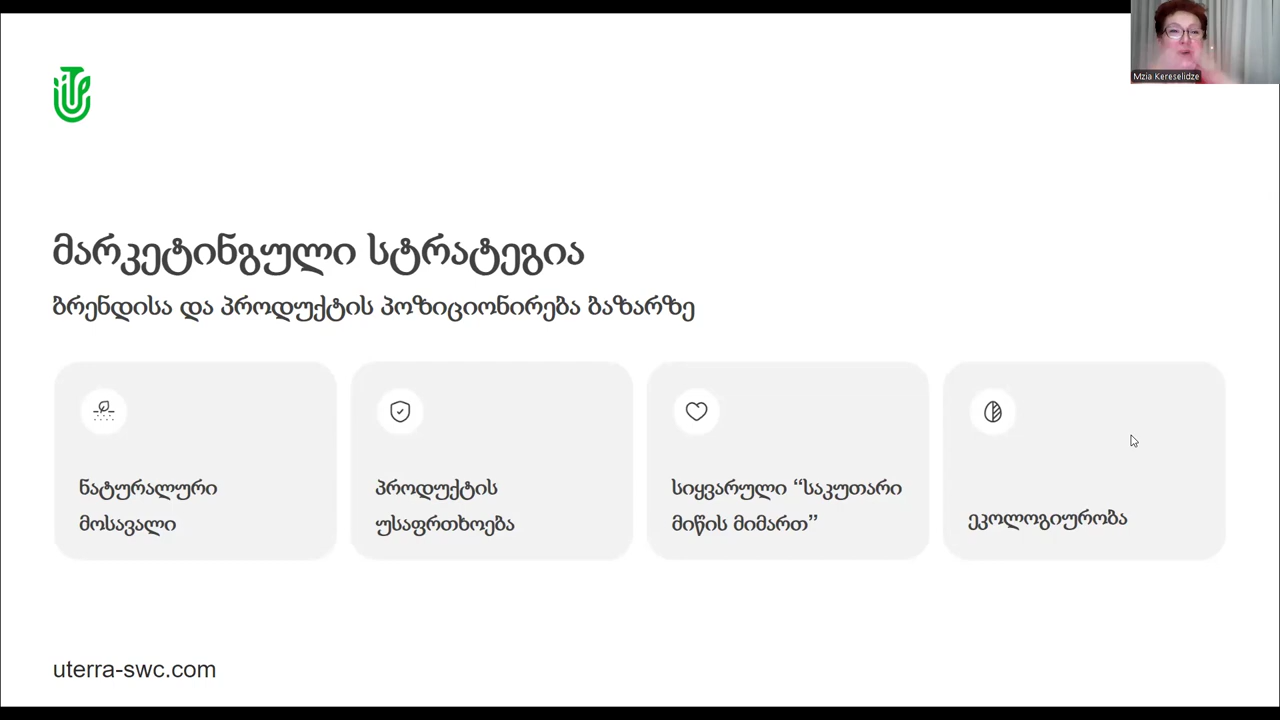 Mzia Kereselidze
მარკეტინგული სტრატეგია
ბრენდისა და პროდუქტის პოზიციონირება ბაზარზე
ნატურალური
მოსავალი
პროდუქტის
უსაფრთხოება
სიყვარული “საკუთარი
მიწის მიმართ”
ეკოლოგიურობა
uterra-swc.com